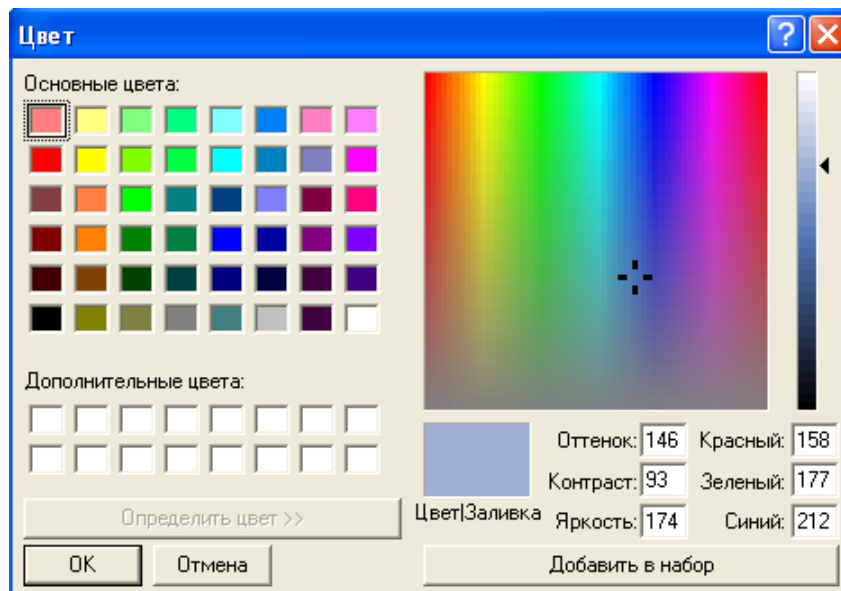 Цвет
Основные цвета:
Дополнительные цвета:
Определить цвет >>
ОК
Отмена
Цвет|Заливка
Оттенок: 146
Красный: 158
Контраст: 93
Зеленый: 177
Яркость: 174
Синий: 212
Добавить в набор